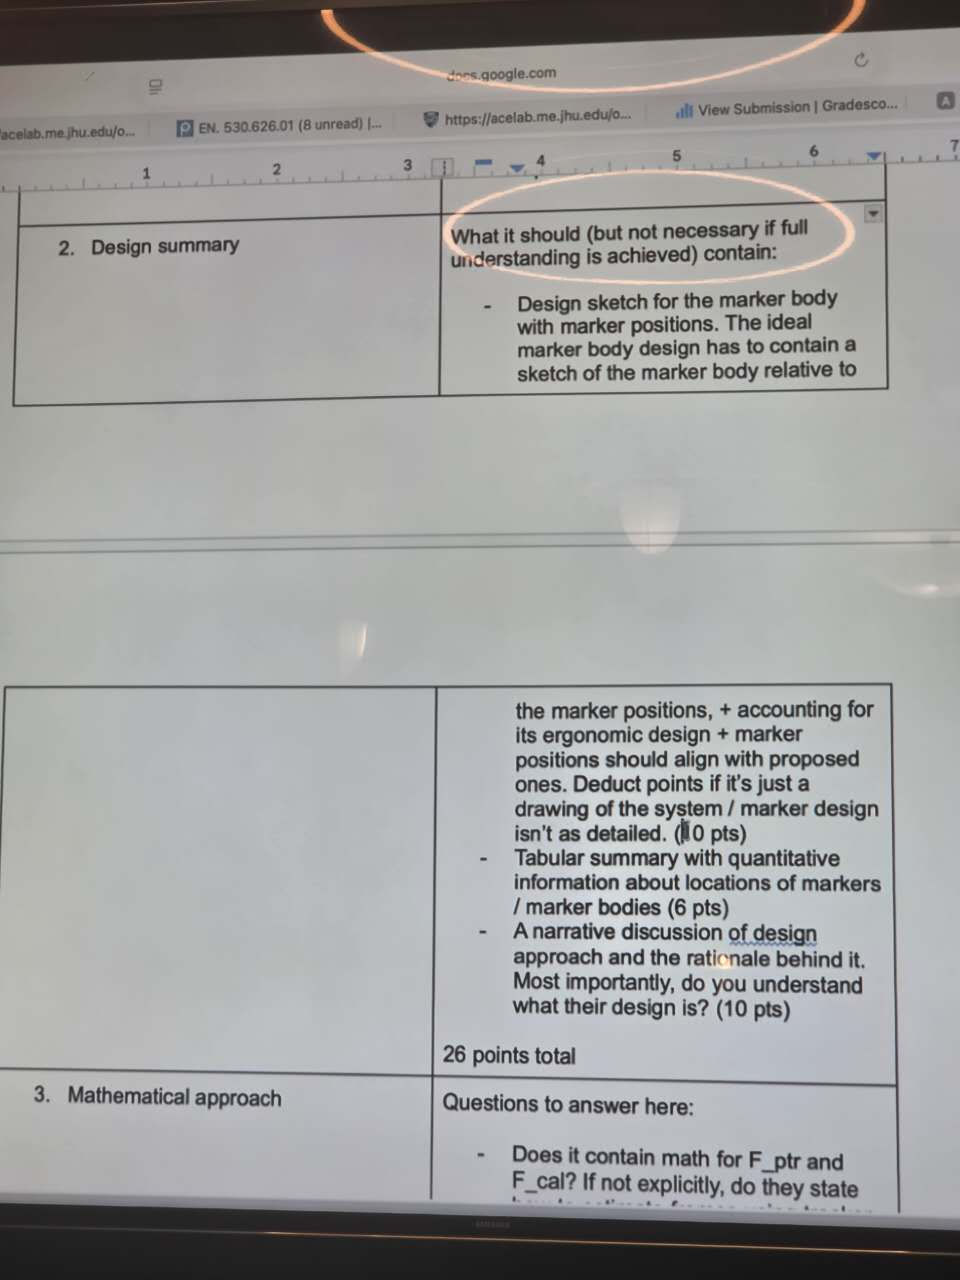 docs.google.com
acelab.me.jhu.edu/o...
EN. 530.626.01 (8 unread) |...
https://acelab.me.jhu.edu/o...
View Submission | Gradesco...
A
1 2 3 4 5 6 7
2. Design summary
What it should (but not necessary if full
understanding is achieved) contain:
- Design sketch for the marker body
with marker positions. The ideal
marker body design has to contain a
sketch of the marker body relative to
the marker positions, + accounting for
its ergonomic design + marker
positions should align with proposed
ones. Deduct points if it's just a
drawing of the system / marker design
isn't as detailed. (10 pts)
- Tabular summary with quantitative
information about locations of markers
/ marker bodies (6 pts)
- A narrative discussion of design
approach and the rationale behind it.
Most importantly, do you understand
what their design is? (10 pts)
26 points total
3. Mathematical approach
Questions to answer here:
- Does it contain math for F_ptr and
F_cal? If not explicitly, do they state
SAMSUNG